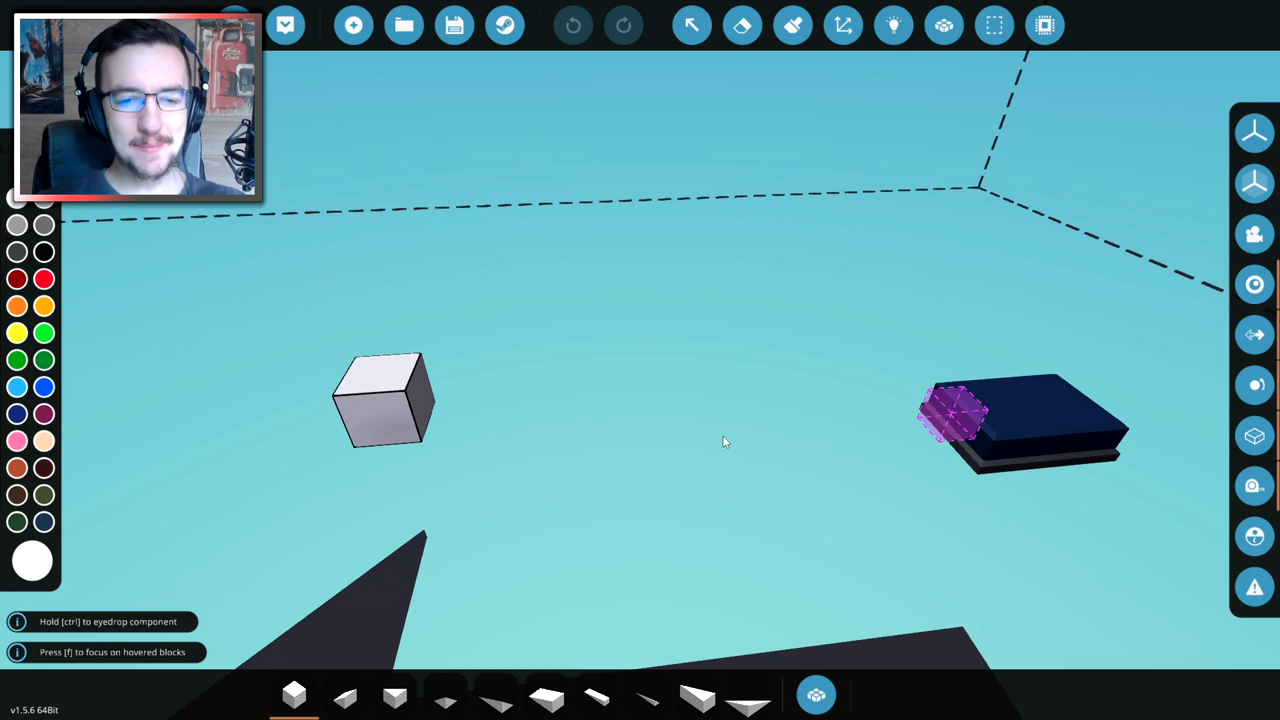 Hold [ctrl] to eyedrop component
Press [f] to focus on hovered blocks
v1.5.6 64Bit